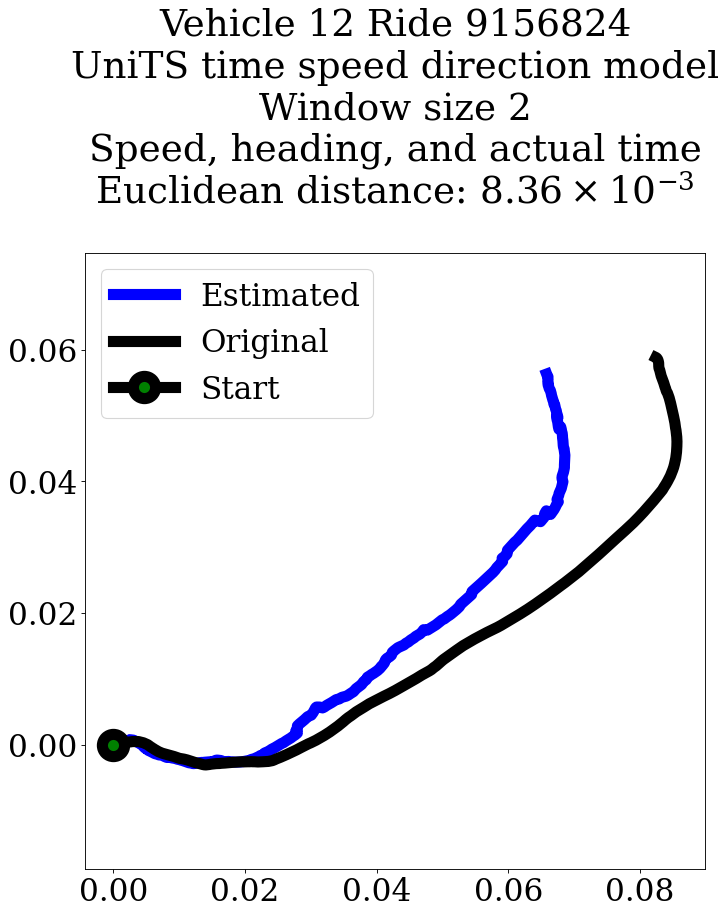 Vehicle 12 Ride 9156824
UniTS time speed direction model
Window size 2
Speed, heading, and actual time
Euclidean distance: 8.36 × 10⁻³
Estimated
Original
Start
0.06
0.04
0.02
0.00
0.00 0.02 0.04 0.06 0.08